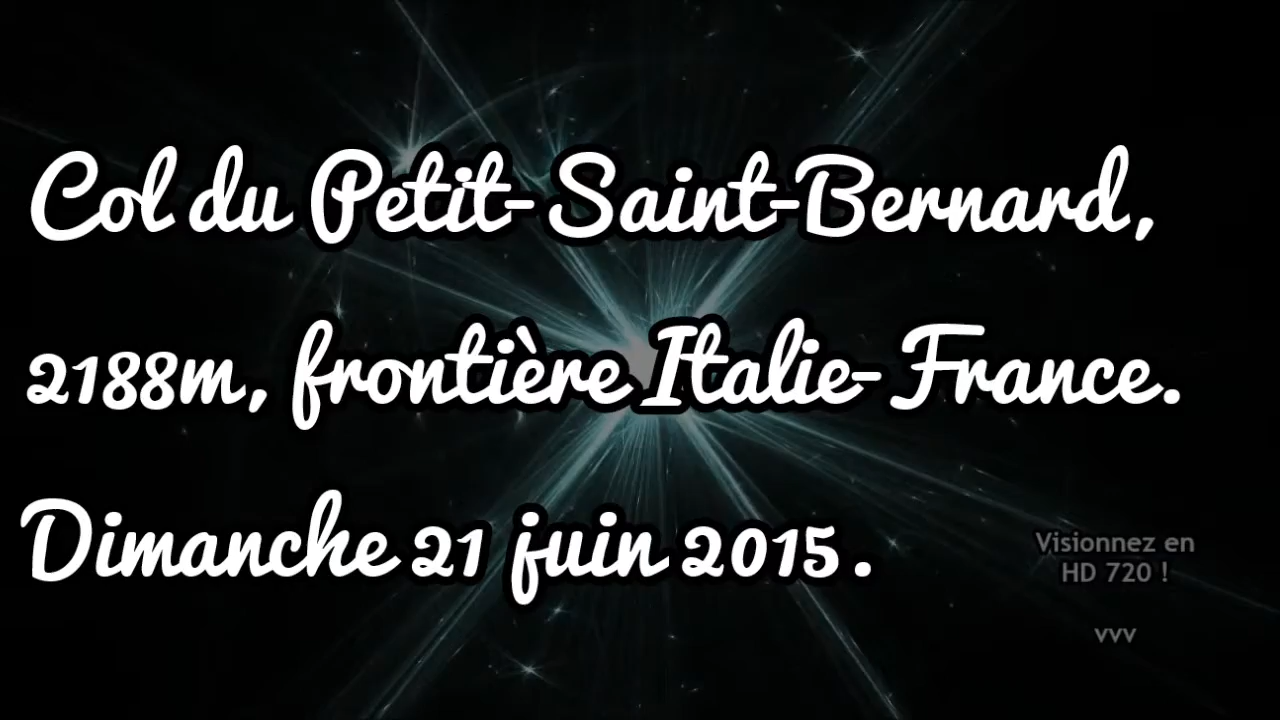 Col du Petit-Saint-Bernard,
2188m, frontière Italie-France.
Dimanche 21 juin 2015.
Visionnez en
HD 720 !
vvv